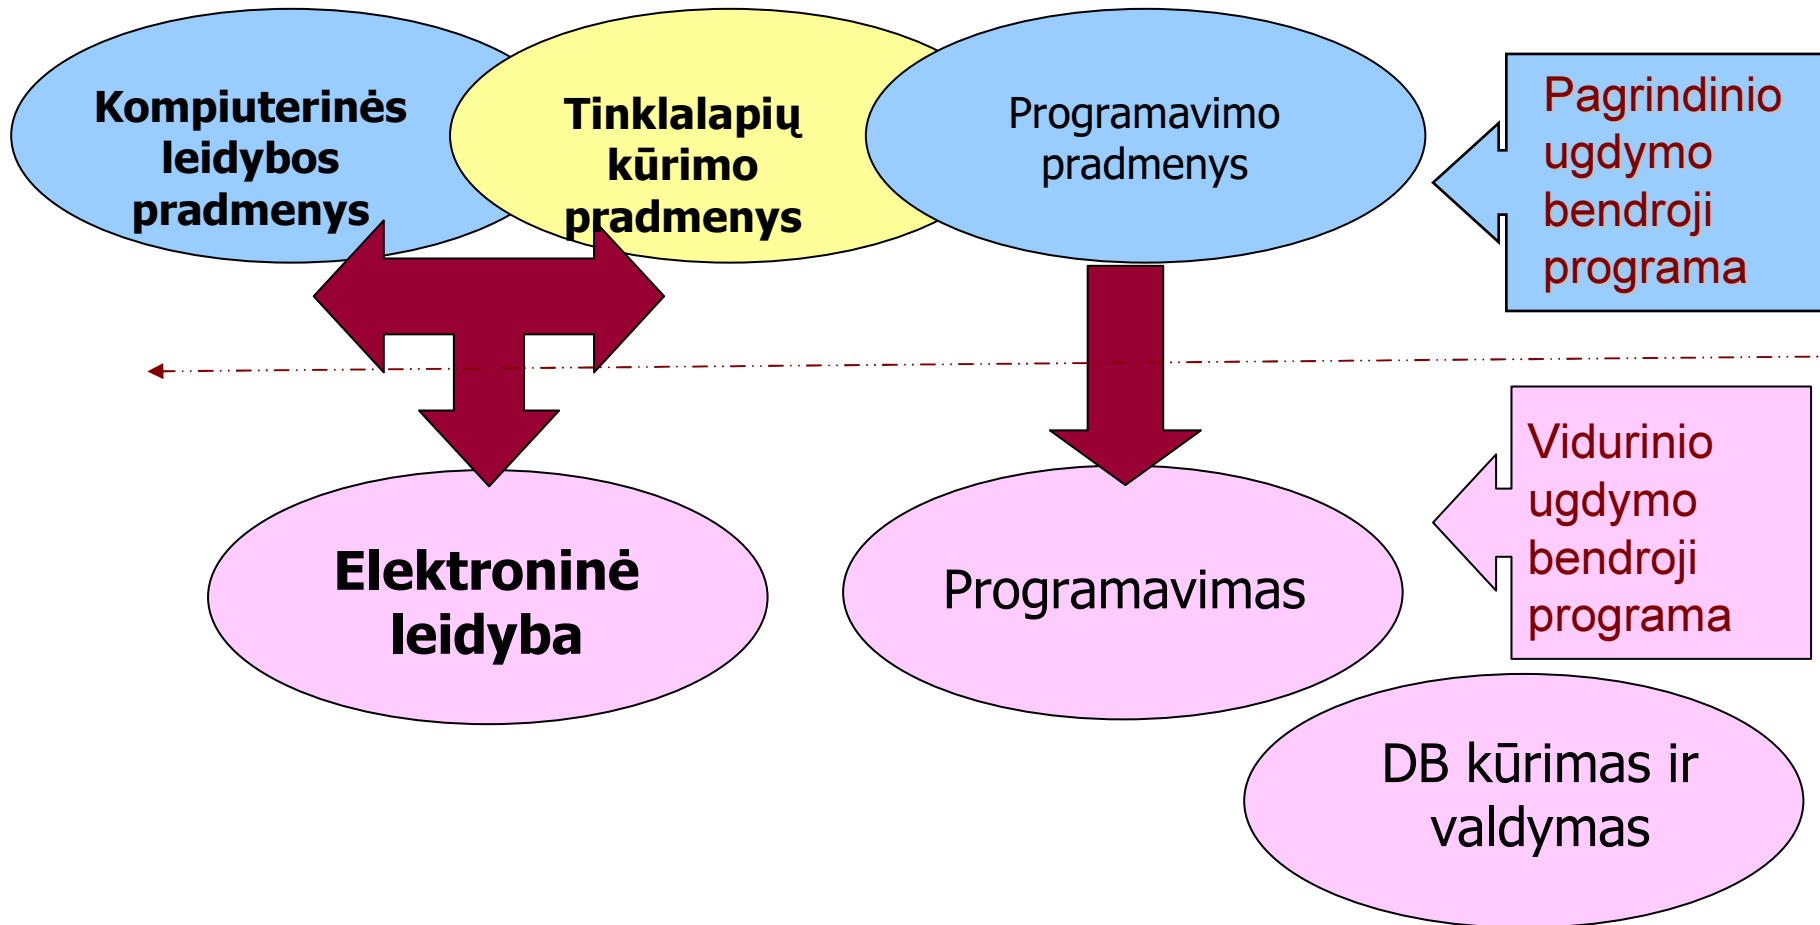 Kompiuterinės
leidybos
pradmenys
Tinklalapių
kūrimo
pradmenys
Programavimo
pradmenys
Pagrindinio
ugdymo
bendroji
programa
Elektroninė
leidyba
Programavimas
Vidurinio
ugdymo
bendroji
programa
DB kūrimas ir
valdymas